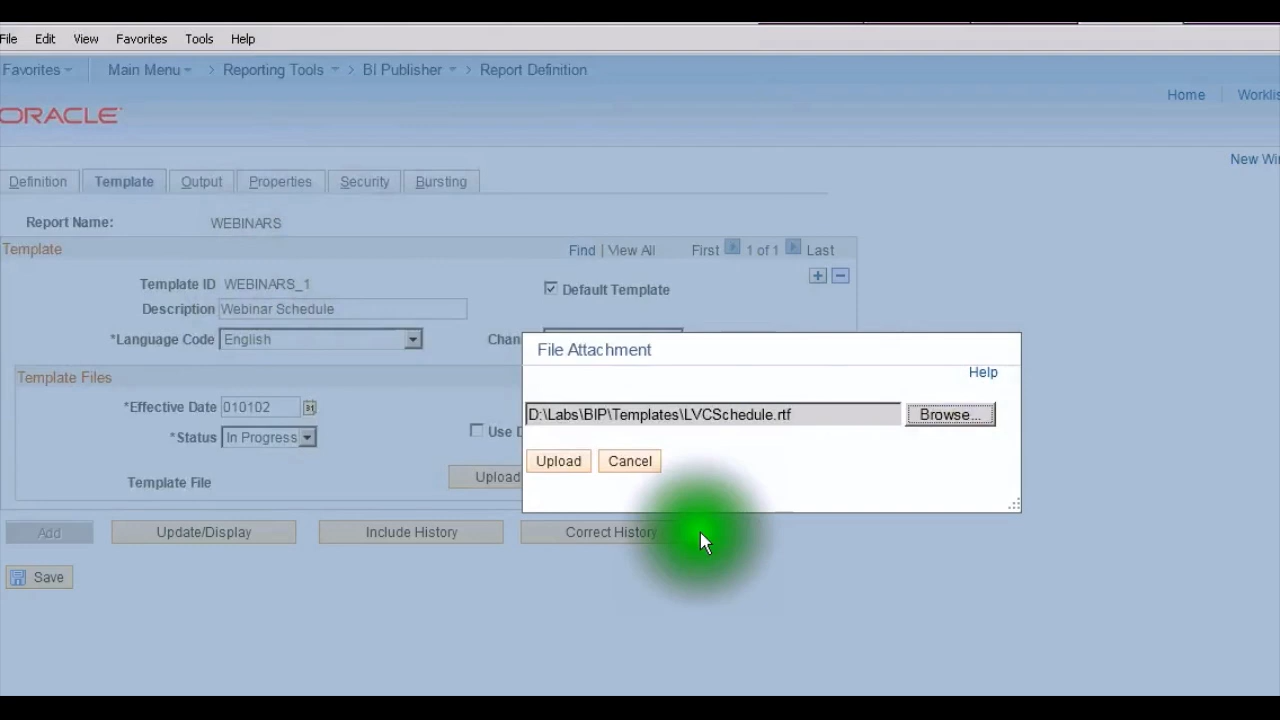 File Edit View Favorites Tools Help
Favorites Main Menu > Reporting Tools > BI Publisher > Report Definition
Home Worklis
ORACLE
New Win
Definition Template Output Properties Security Bursting
Report Name: WEBINARS
Template Find | View All First 1 of 1 Last
Template ID WEBINARS_1
Default Template
Description Webinar Schedule
*Language Code English Chan
File Attachment
Help
Template Files
*Effective Date 010102 31
D:\Labs\BIP\Templates\LVCSchedule.rtf Browse...
*Status In Progress Use D
Upload Cancel
Template File Upload
Add Update/Display Include History Correct History
Save